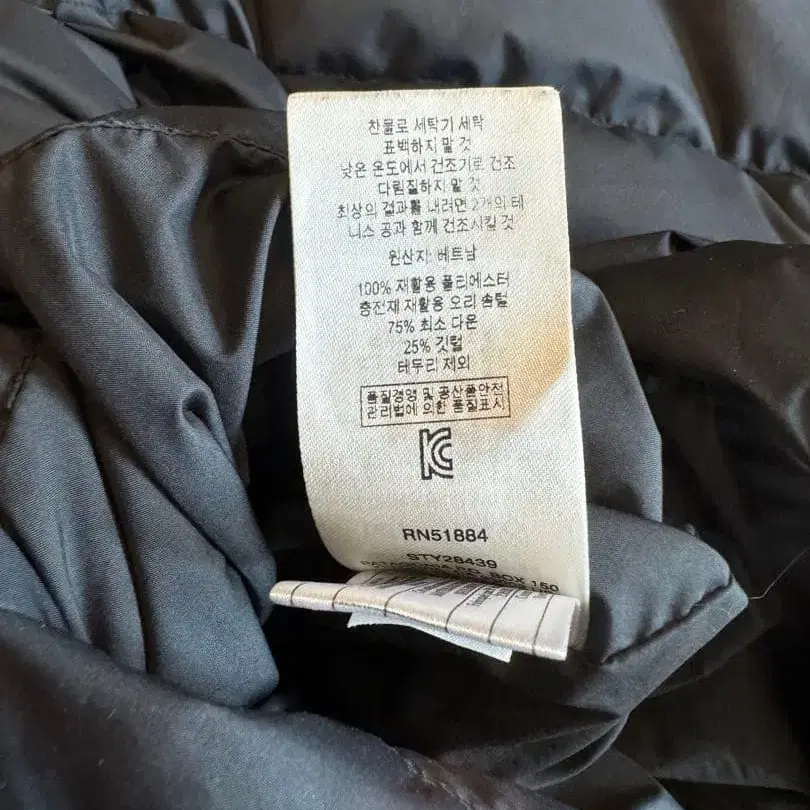 찬물로 세탁기 세탁
표백하지 말 것
낮은 온도에서 건조기로 건조
다림질하지 말 것
최상의 결과를 내려면 2개의 테
니스 공과 함께 건조시킬 것
원산지: 베트남
100% 재활용 폴리에스터
충전재 재활용 오리 솜털
75% 최소 다운
25% 깃털
테두리 제외
품질경영 및 공산품안전
관리법에 의한 품질표시
RN51884
STY28439
BOX 150